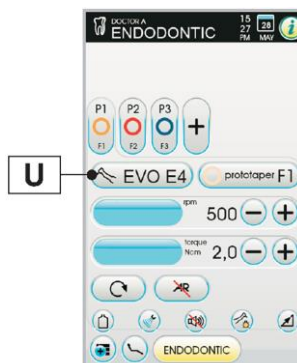 DOCTOR A
ENDODONTIC
15
27
PM
28
MAY
i
P1
F1
P2
F2
P3
F3
+
U
EVO E4
prototaper F1
rpm
500 − +
torque
Ncm
2,0 − +
AR
ENDODONTIC